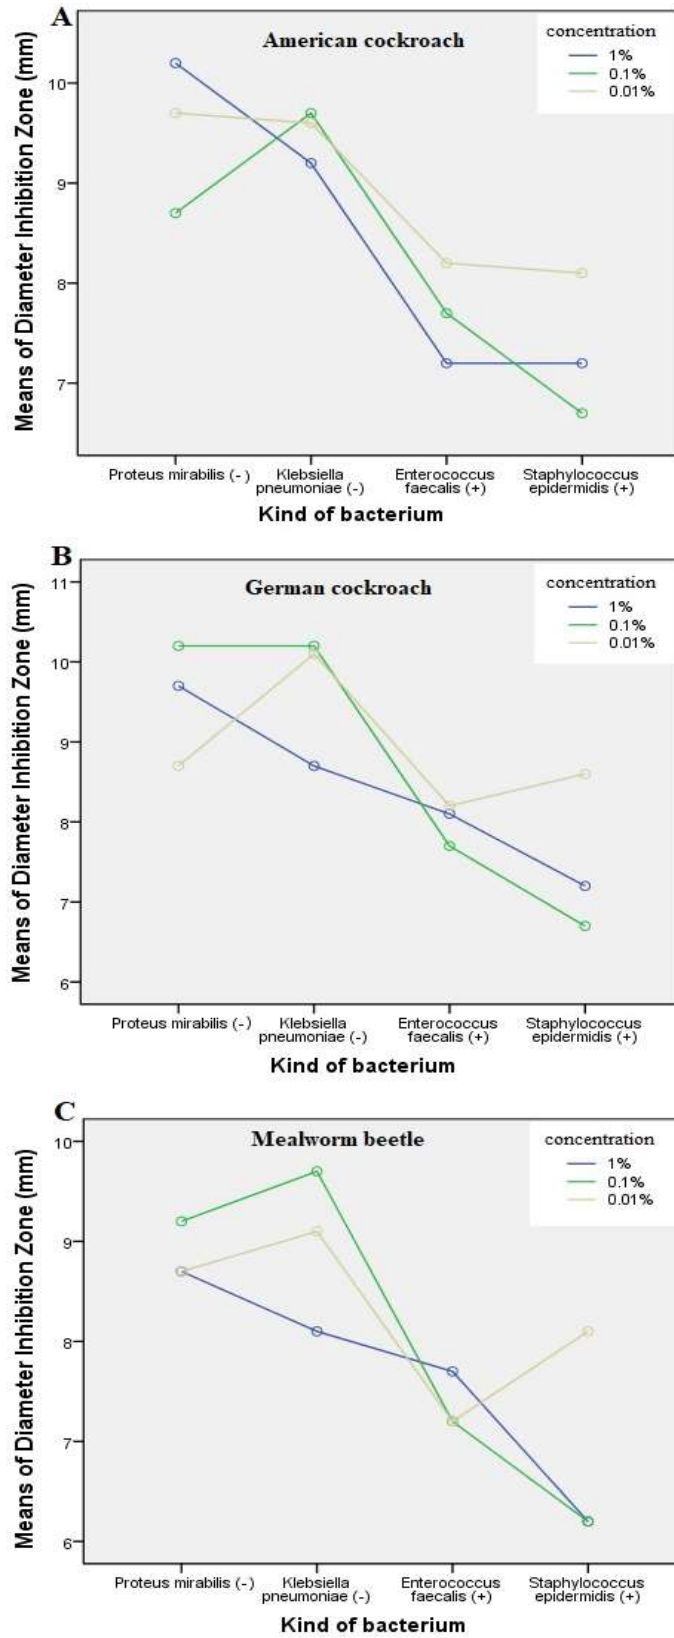 A
American cockroach
concentration
1%
0.1%
0.01%
Means of Diameter Inhibition Zone (mm)
10
9
8
7
Proteus mirabilis (-)
Klebsiella
pneumoniae (-)
Enterococcus
faecalis (+)
Staphylococcus
epidermidis (+)
Kind of bacterium
B
German cockroach
concentration
1%
0.1%
0.01%
Means of Diameter Inhibition Zone (mm)
11
10
9
8
7
6
Proteus mirabilis (-)
Klebsiella
pneumoniae (-)
Enterococcus
faecalis (+)
Staphylococcus
epidermidis (+)
Kind of bacterium
C
Mealworm beetle
concentration
1%
0.1%
0.01%
Means of Diameter Inhibition Zone (mm)
10
9
8
7
6
Proteus mirabilis (-)
Klebsiella
pneumoniae (-)
Enterococcus
faecalis (+)
Staphylococcus
epidermidis (+)
Kind of bacterium